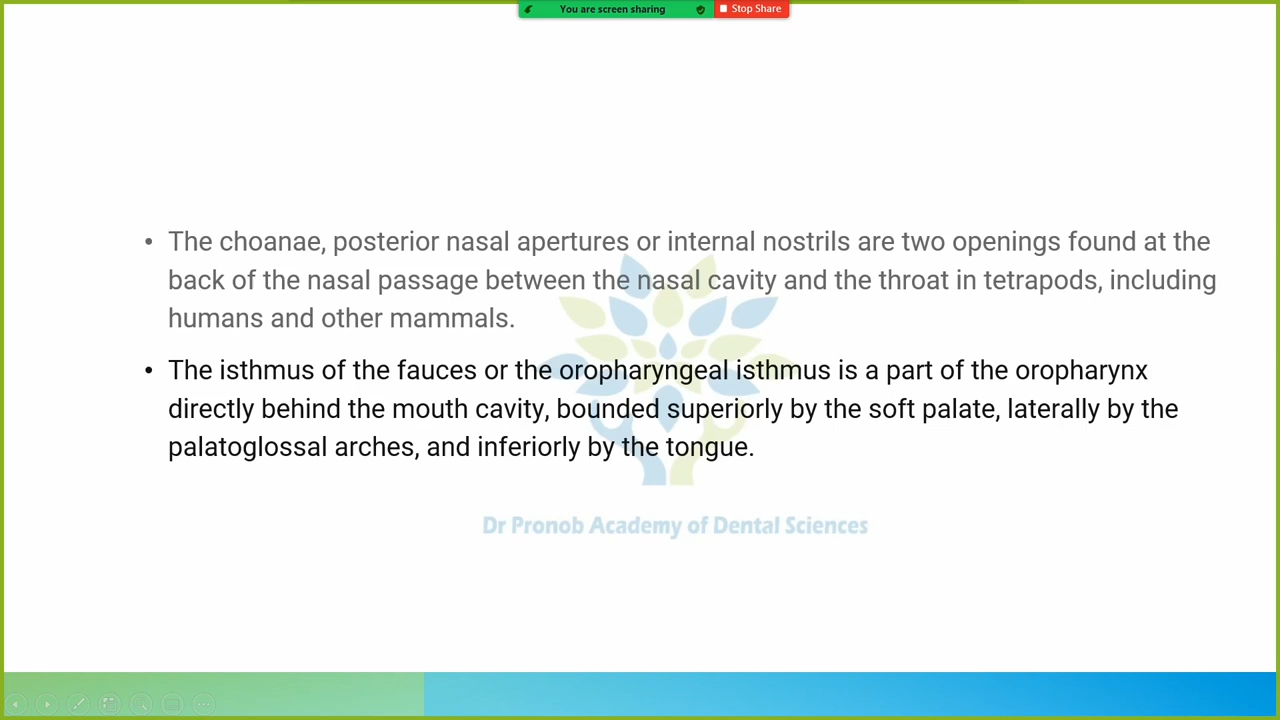 You are screen sharing
Stop Share
• The choanae, posterior nasal apertures or internal nostrils are two openings found at the
back of the nasal passage between the nasal cavity and the throat in tetrapods, including
humans and other mammals.
• The isthmus of the fauces or the oropharyngeal isthmus is a part of the oropharynx
directly behind the mouth cavity, bounded superiorly by the soft palate, laterally by the
palatoglossal arches, and inferiorly by the tongue.
Dr Pronob Academy of Dental Sciences